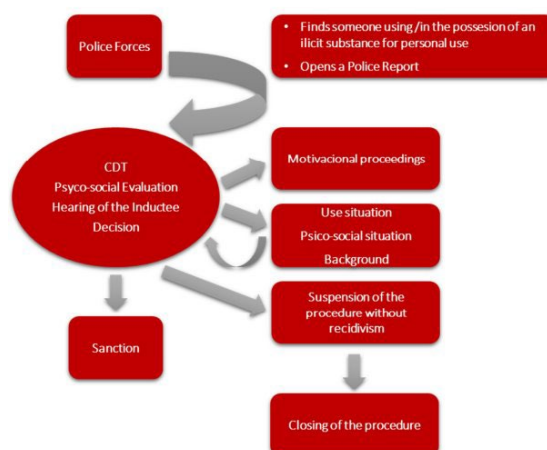 Police Forces
• Finds someone using /in the possesion of an
ilicit substance for personal use
• Opens a Police Report
CDT
Psyco-social Evaluation
Hearing of the Inductee
Decision
Motivacional proceedings
Use situation
Psico-social situation
Background
Suspension of the
procedure without
recidivism
Sanction
Closing of the procedure